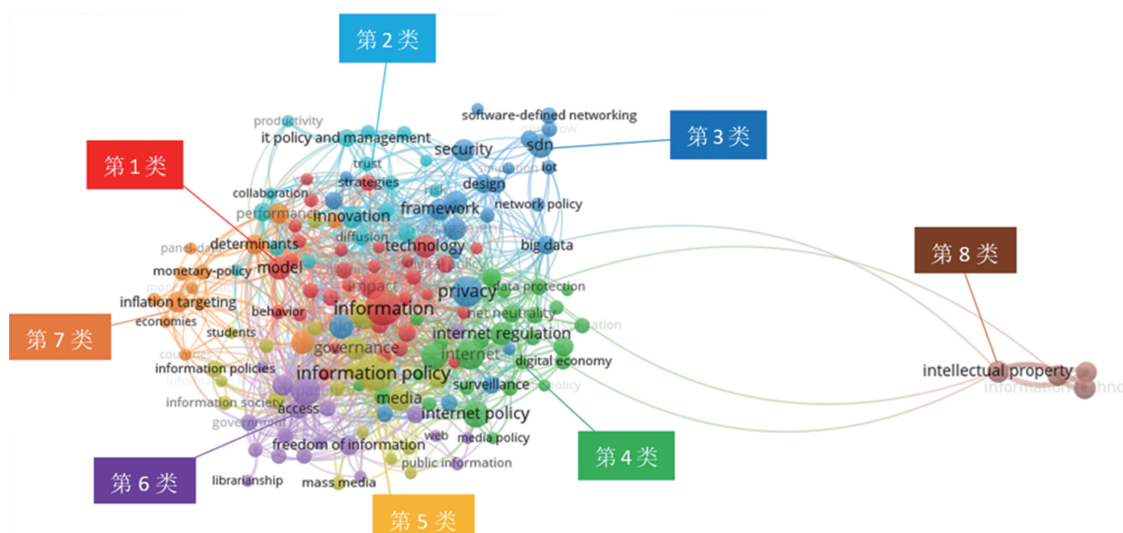 第 2 类
productivity
software-defined networking
it policy and management
第 3 类
security
sdn
第 1 类
trust
iot
strategies
design
collaboration
performance
innovation
framework
network policy
diffusion
determinants
technology
big data
第 8 类
model
monetary-policy
digital policy
impact
privacy
data protection
inflation targeting
behavior
information
net neutrality
economies
第 7 类
students
internet regulation
governance
internet
digital economy
intellectual property
information policies
information policy
surveillance
information society
access
media
internet policy
government
freedom of information
web
media policy
第 4 类
第 6 类
librarianship
mass media
public information
第 5 类